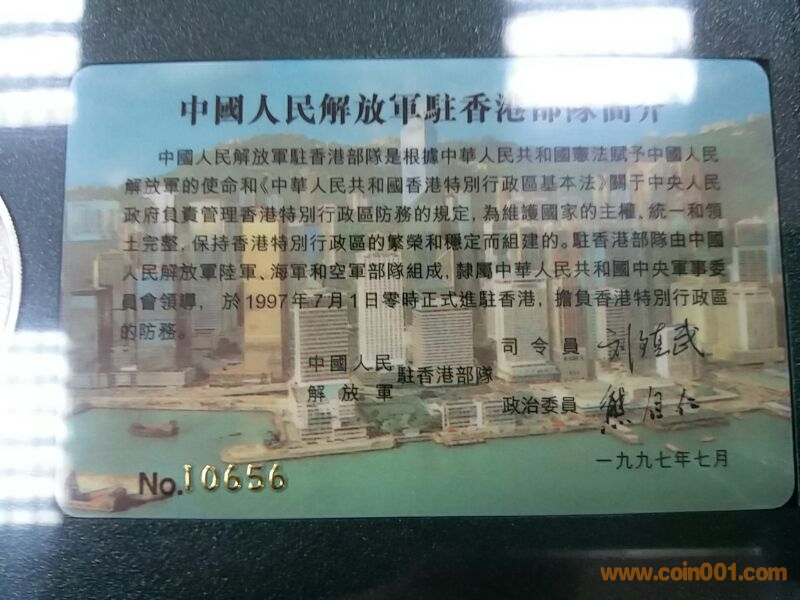 中國人民解放軍駐香港部隊簡介
中國人民解放軍駐香港部隊是根據中華人民共和國憲法賦予中國人民
解放軍的使命和《中華人民共和國香港特別行政區基本法》關于中央人民
政府負責管理香港特別行政區防務的規定，為維護國家的主權、統一和領
土完整，保持香港特別行政區的繁榮和穩定而組建的。駐香港部隊由中國
人民解放軍陸軍、海軍和空軍部隊組成，隸屬中華人民共和國中央軍事委
員會領導，於1997年7月1日零時正式進駐香港，擔負香港特別行政區
的防務。
中國人民解放軍駐香港部隊
司令員 刘镇武
政治委員 熊自仁
一九九七年七月
No.10656
www.coin001.com